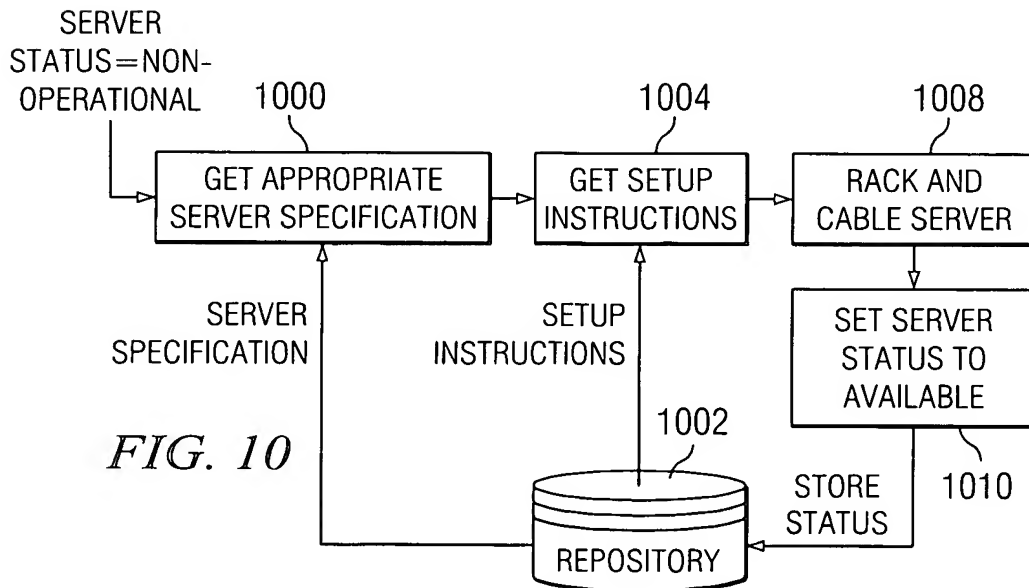 SERVER
STATUS=NON-
OPERATIONAL
1000
1004
1008
GET APPROPRIATE
SERVER SPECIFICATION
GET SETUP
INSTRUCTIONS
RACK AND
CABLE SERVER
SERVER
SPECIFICATION
SETUP
INSTRUCTIONS
SET SERVER
STATUS TO
AVAILABLE
1010
FIG. 10
1002
STORE
STATUS
REPOSITORY